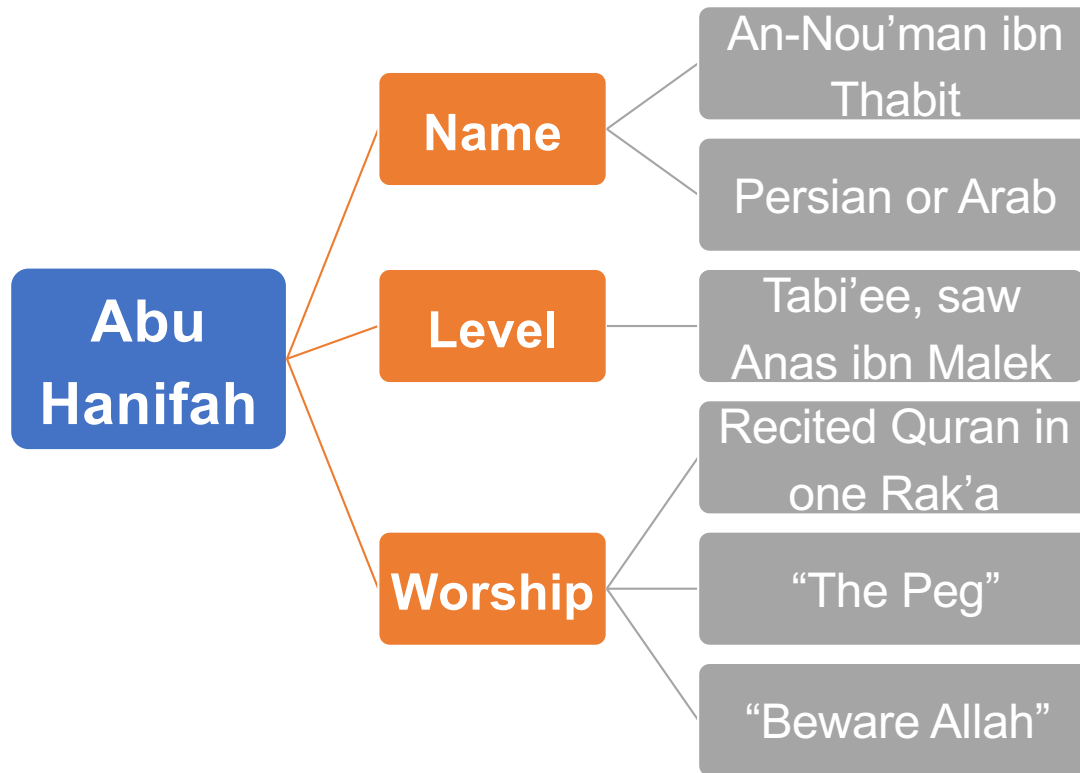 Abu
Hanifah
Name
An-Nou’man ibn
Thabit
Persian or Arab
Level
Tabi’ee, saw
Anas ibn Malek
Worship
Recited Quran in
one Rak’a
“The Peg”
“Beware Allah”